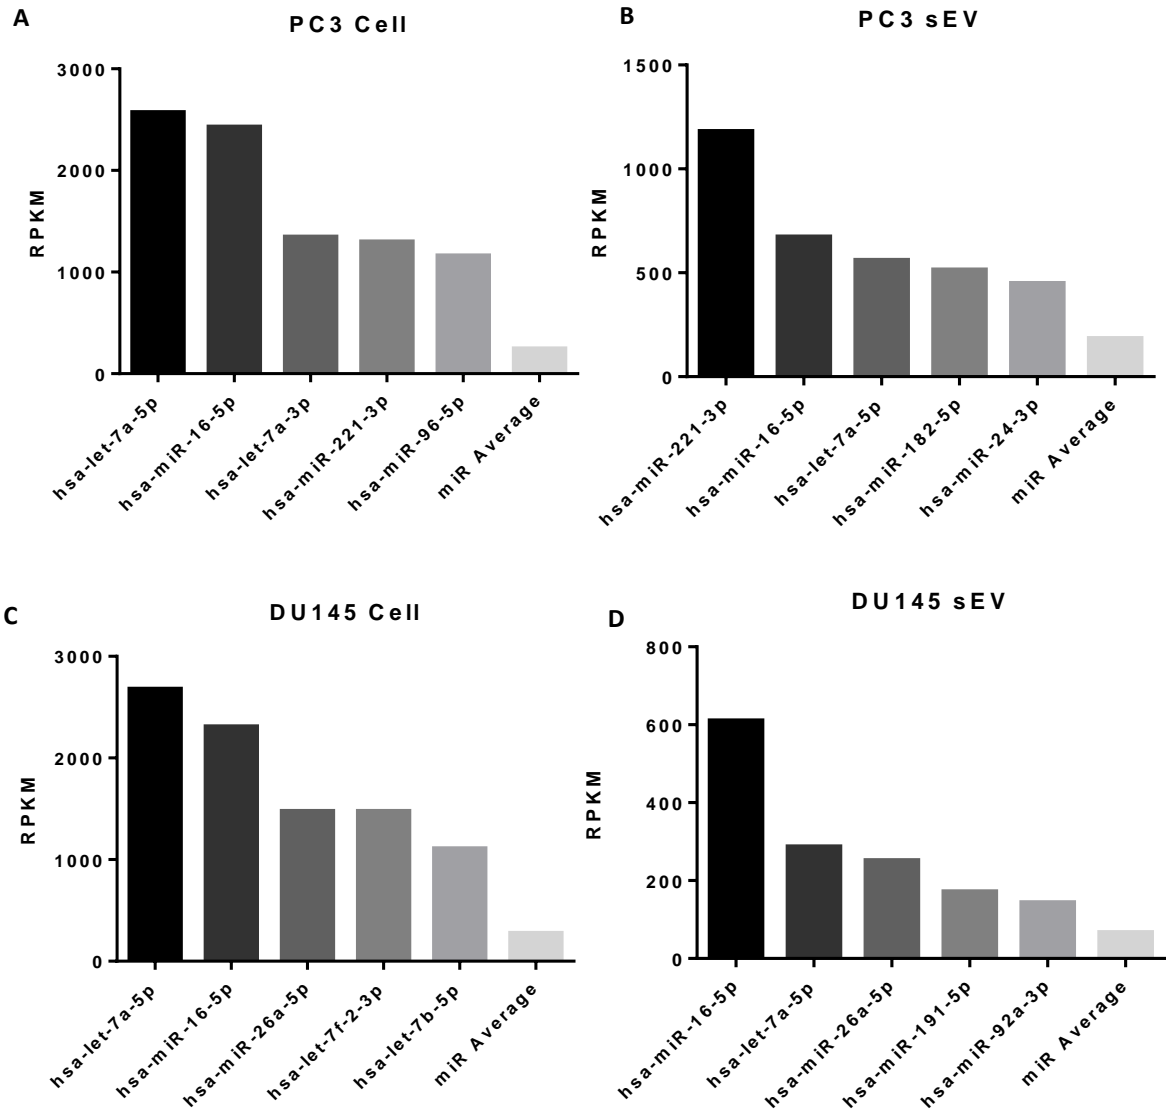 A
PC3 Cell
RPKM
3000
2000
1000
0
hsa-let-7a-5p
hsa-miR-16-5p
hsa-let-7a-3p
hsa-miR-221-3p
hsa-miR-96-5p
miR Average
B
PC3 sEV
RPKM
1500
1000
500
0
hsa-miR-221-3p
hsa-miR-16-5p
hsa-let-7a-5p
hsa-miR-182-5p
hsa-miR-24-3p
miR Average
C
DU145 Cell
RPKM
3000
2000
1000
0
hsa-let-7a-5p
hsa-miR-16-5p
hsa-miR-26a-5p
hsa-let-7f-2-3p
hsa-let-7b-5p
miR Average
D
DU145 sEV
RPKM
800
600
400
200
0
hsa-miR-16-5p
hsa-let-7a-5p
hsa-miR-26a-5p
hsa-miR-191-5p
hsa-miR-92a-3p
miR Average